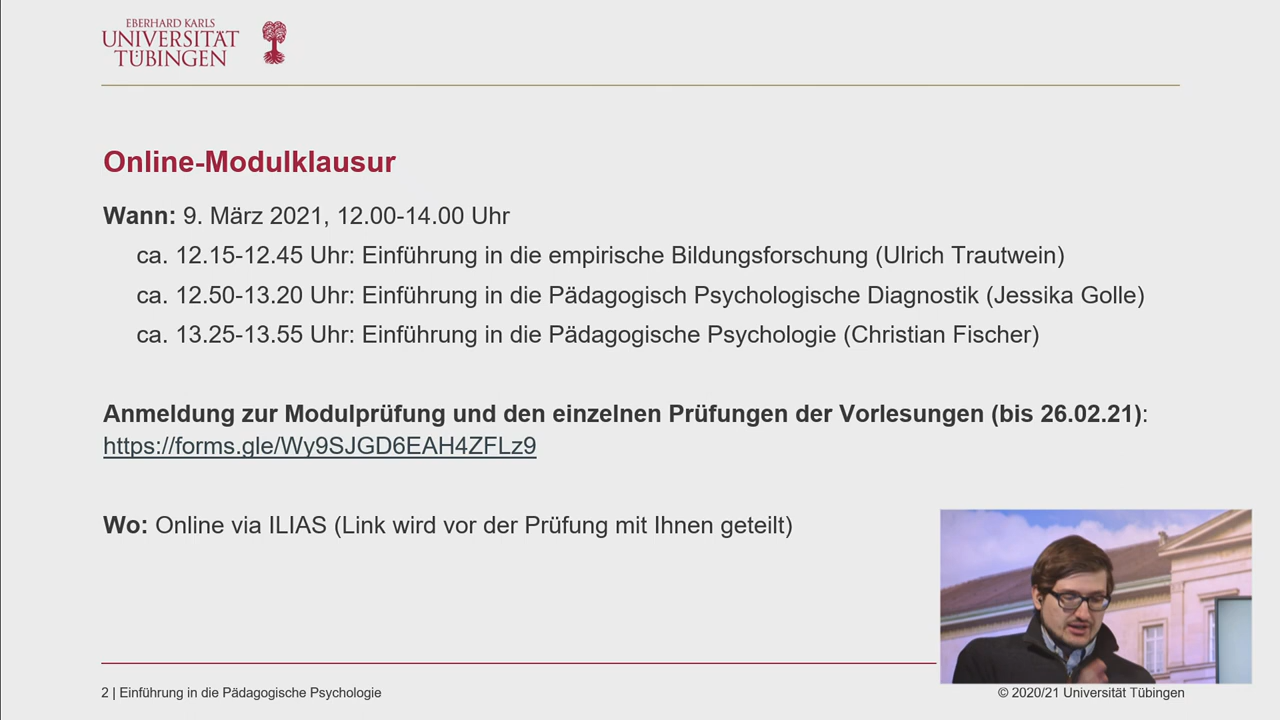 EBERHARD KARLS
UNIVERSITÄT
TÜBINGEN
Online-Modulklausur
Wann: 9. März 2021, 12.00-14.00 Uhr
ca. 12.15-12.45 Uhr: Einführung in die empirische Bildungsforschung (Ulrich Trautwein)
ca. 12.50-13.20 Uhr: Einführung in die Pädagogisch Psychologische Diagnostik (Jessika Golle)
ca. 13.25-13.55 Uhr: Einführung in die Pädagogische Psychologie (Christian Fischer)
Anmeldung zur Modulprüfung und den einzelnen Prüfungen der Vorlesungen (bis 26.02.21):
https://forms.gle/Wy9SJGD6EAH4ZFLz9
Wo: Online via ILIAS (Link wird vor der Prüfung mit Ihnen geteilt)
2 | Einführung in die Pädagogische Psychologie
© 2020/21 Universität Tübingen